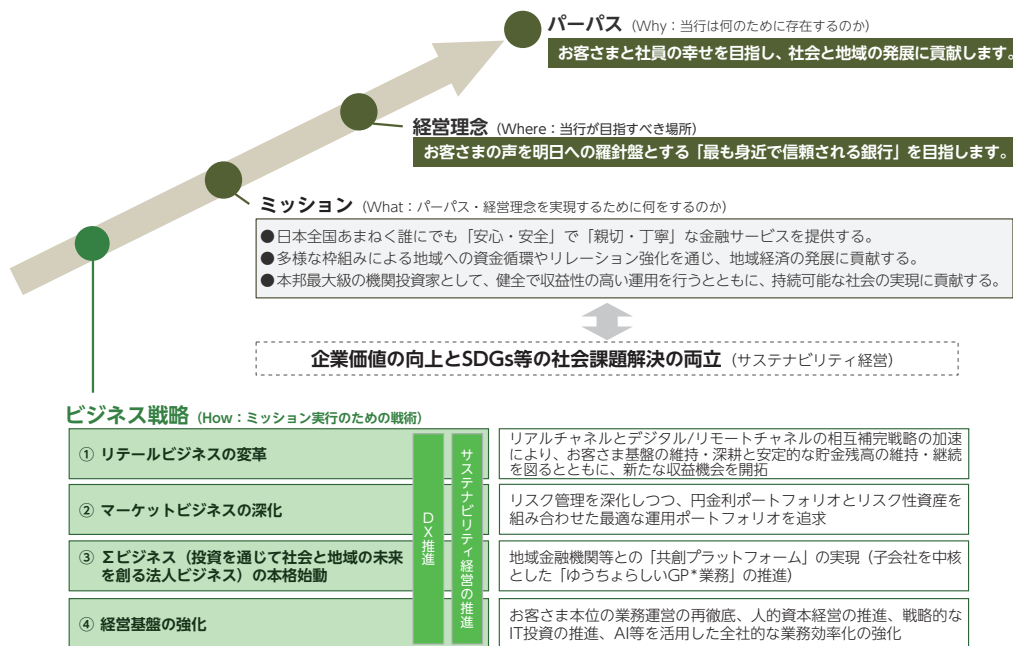 パーパス（Why：当行は何のために存在するのか）
お客さまと社員の幸せを目指し、社会と地域の発展に貢献します。
経営理念（Where：当行が目指すべき場所）
お客さまの声を明日への羅針盤とする「最も身近で信頼される銀行」を目指します。
ミッション（What：パーパス・経営理念を実現するために何をするのか）
●日本全国あまねく誰にでも「安心・安全」で「親切・丁寧」な金融サービスを提供する。
●多様な枠組みによる地域への資金循環やリレーション強化を通じ、地域経済の発展に貢献する。
●本邦最大級の機関投資家として、健全で収益性の高い運用を行うとともに、持続可能な社会の実現に貢献する。
企業価値の向上とSDGs等の社会課題解決の両立（サステナビリティ経営）
ビジネス戦略（How：ミッション実行のための戦術）
① リテールビジネスの変革
リアルチャネルとデジタル/リモートチャネルの相互補完戦略の加速
により、お客さま基盤の維持・深耕と安定的な貯金残高の維持・継続
を図るとともに、新たな収益機会を開拓
② マーケットビジネスの深化
リスク管理を深化しつつ、円金利ポートフォリオとリスク性資産を
組み合わせた最適な運用ポートフォリオを追求
③ Σビジネス（投資を通じて社会と地域の未来
を創る法人ビジネス）の本格始動
地域金融機関等との「共創プラットフォーム」の実現（子会社を中核
とした「ゆうちょらしいGP*業務」の推進）
④ 経営基盤の強化
お客さま本位の業務運営の再徹底、人的資本経営の推進、戦略的な
IT投資の推進、AI等を活用した全社的な業務効率化の強化
DX推進
サステナビリティ経営の推進